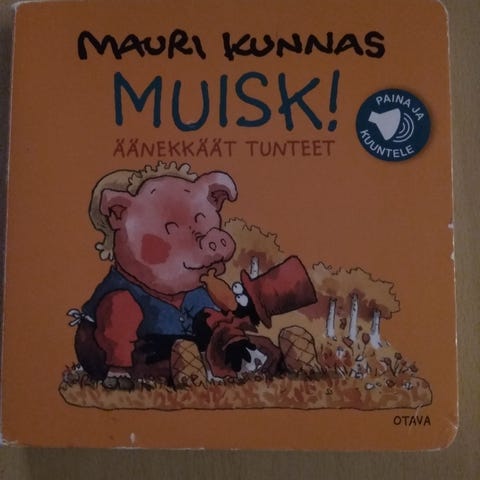 MAURI KUNNAS
MUISK!
ÄÄNEKKÄÄT TUNTEET
PAINA JA
KUUNTELE
OTAVA